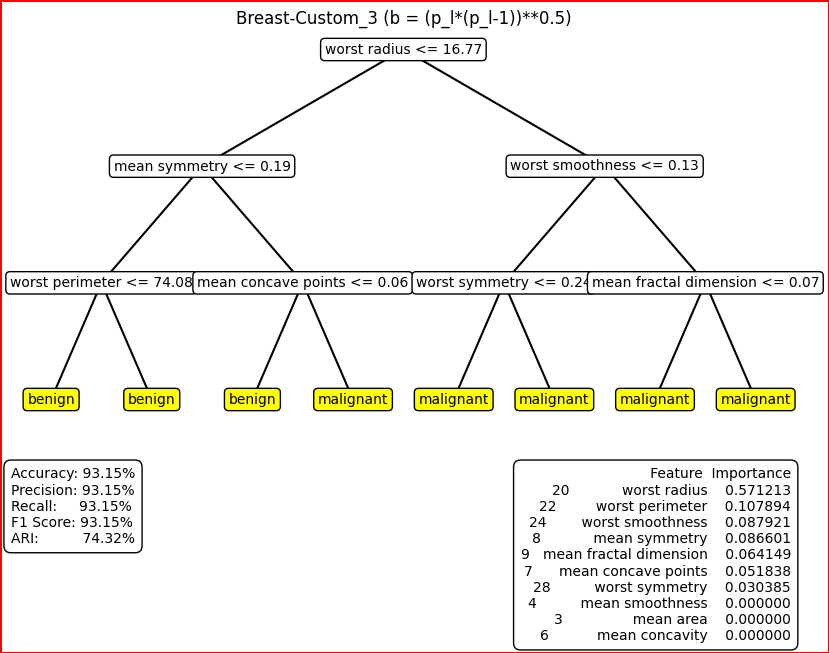 Breast-Custom_3 (b = (p_l*(p_l-1))**0.5)
worst radius <= 16.77
mean symmetry <= 0.19
worst smoothness <= 0.13
worst perimeter <= 74.08
mean concave points <= 0.06
worst symmetry <= 0.24
mean fractal dimension <= 0.07
benign
benign
benign
malignant
malignant
malignant
malignant
malignant
Accuracy: 93.15%
Precision: 93.15%
Recall: 93.15%
F1 Score: 93.15%
ARI: 74.32%
Feature Importance
20 worst radius 0.571213
22 worst perimeter 0.107894
24 worst smoothness 0.087921
8 mean symmetry 0.086601
9 mean fractal dimension 0.064149
7 mean concave points 0.051838
28 worst symmetry 0.030385
4 mean smoothness 0.000000
3 mean area 0.000000
6 mean concavity 0.000000